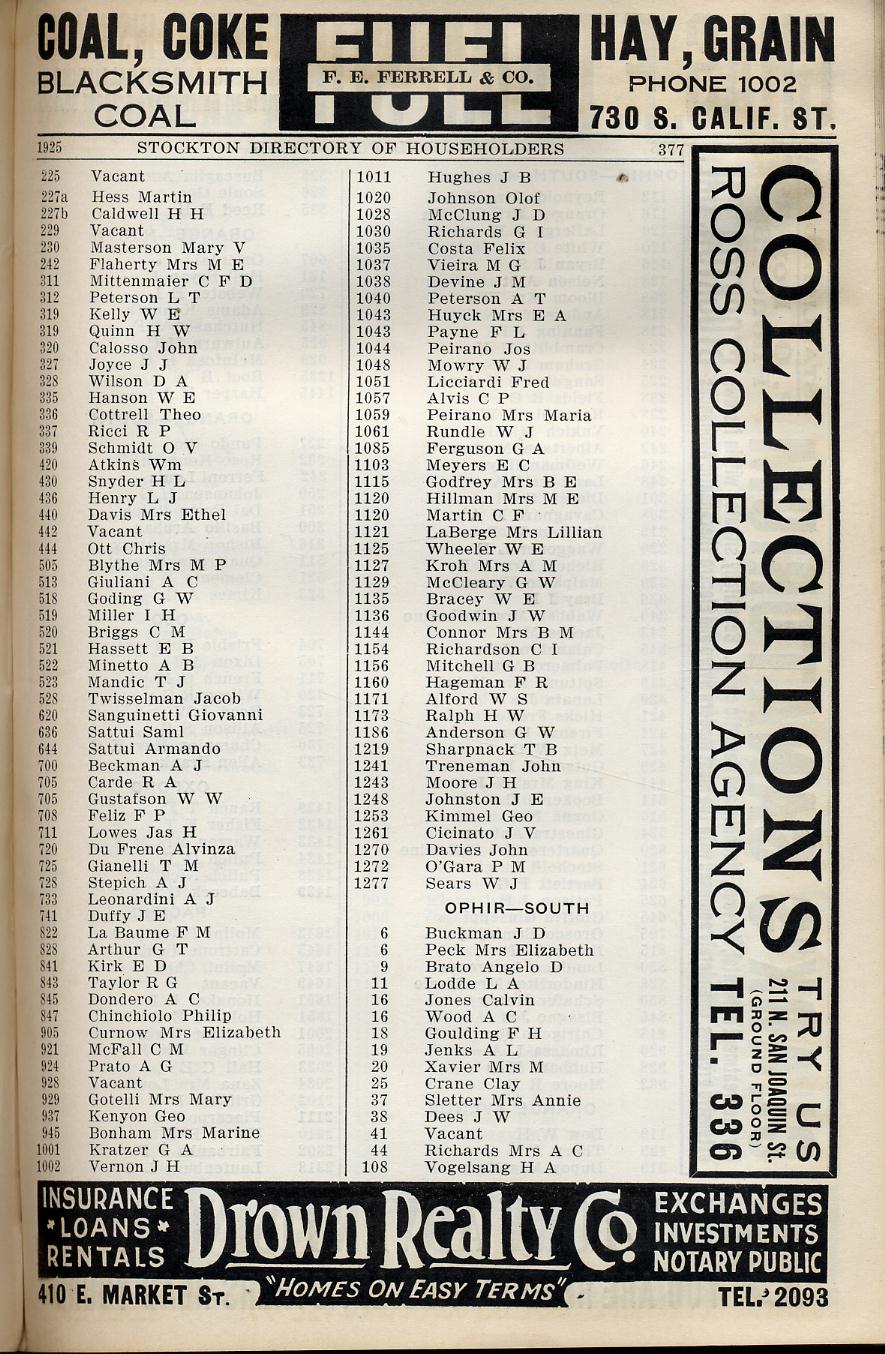 COAL, COKE
BLACKSMITH
COAL
FUEL
F. E. FERRELL & CO.
HAY, GRAIN
PHONE 1002
730 S. CALIF. ST.
1925 STOCKTON DIRECTORY OF HOUSEHOLDERS 377
225 Vacant
227a Hess Martin
227b Caldwell H H
229 Vacant
230 Masterson Mary V
242 Flaherty Mrs M E
311 Mittenmaier C F D
312 Peterson L T
319 Kelly W E
319 Quinn H W
320 Calosso John
327 Joyce J J
328 Wilson D A
335 Hanson W E
336 Cottrell Theo
337 Ricci R P
339 Schmidt O V
420 Atkins Wm
430 Snyder H L
436 Henry L J
440 Davis Mrs Ethel
442 Vacant
444 Ott Chris
505 Blythe Mrs M P
513 Giuliani A C
518 Goding G W
519 Miller I H
520 Briggs C M
521 Hassett E B
522 Minetto A B
523 Mandic T J
528 Twisselman Jacob
620 Sanguinetti Giovanni
636 Sattui Saml
644 Sattui Armando
700 Beckman A J
705 Carde R A
705 Gustafson W W
708 Feliz F P
711 Lowes Jas H
720 Du Frene Alvinza
725 Gianelli T M
728 Stepich A J
733 Leonardini A J
741 Duffy J E
822 La Baume F M
828 Arthur G T
841 Kirk E D
843 Taylor R G
845 Dondero A C
847 Chinchiolo Philip
905 Curnow Mrs Elizabeth
921 McFall C M
924 Prato A G
928 Vacant
929 Gotelli Mrs Mary
937 Kenyon Geo
945 Bonham Mrs Marine
1001 Kratzer G A
1002 Vernon J H
1011 Hughes J B
1020 Johnson Olof
1028 McClung J D
1030 Richards G I
1035 Costa Felix
1037 Vieira M G
1038 Devine J M
1040 Peterson A T
1043 Huyck Mrs E A
1043 Payne F L
1044 Peirano Jos
1048 Mowry W J
1051 Licciardi Fred
1057 Alvis C P
1059 Peirano Mrs Maria
1061 Rundle W J
1085 Ferguson G A
1103 Meyers E C
1115 Godfrey Mrs B E
1120 Hillman Mrs M E
1120 Martin C F
1121 LaBerge Mrs Lillian
1125 Wheeler W E
1127 Kroh Mrs A M
1129 McCleary G W
1135 Bracey W E
1136 Goodwin J W
1144 Connor Mrs B M
1154 Richardson C I
1156 Mitchell G B
1160 Hageman F R
1171 Alford W S
1173 Ralph H W
1186 Anderson G W
1219 Sharpnack T B
1241 Treneman John
1243 Moore J H
1248 Johnston J E
1253 Kimmel Geo
1261 Cicinato J V
1270 Davies John
1272 O'Gara P M
1277 Sears W J
OPHIR—SOUTH
6 Buckman J D
6 Peck Mrs Elizabeth
9 Brato Angelo D
11 Lodde L A
16 Jones Calvin
16 Wood A C
18 Goulding F H
19 Jenks A L
20 Xavier Mrs M
25 Crane Clay
37 Sletter Mrs Annie
38 Dees J W
41 Vacant
44 Richards Mrs A C
108 Vogelsang H A
COLLECTIONS TRY US
211 N. SAN JOAQUIN St.
(GROUND FLOOR)
ROSS COLLECTION AGENCY TEL. 336
INSURANCE
*LOANS*
RENTALS
Drown Realty Co.
EXCHANGES
INVESTMENTS
NOTARY PUBLIC
410 E. MARKET ST.
"HOMES ON EASY TERMS"
TEL. 2093